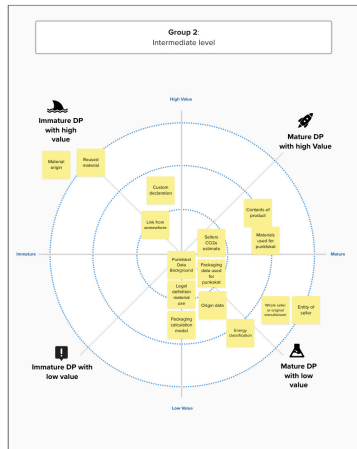 Group 2:
Intermediate level
High Value
Immature DP
with high
value
Mature DP
with high Value
Material
origin
Reused
material
Custom
declaration
Link from
somewhere
Contents of
product
Materials
used for
punktskat
Sellers
CO2e
estimate
Immature
Mature
Punktskat
Data
Background
Packaging
data used
for
punkskat
Legal
definition
material
use
Origin data
Whole seller
or original
manufacturer
Entity of
seller
Packaging
calculation
model
Energy
classification
Immature DP with
low value
Mature DP
with low
value
Low Value